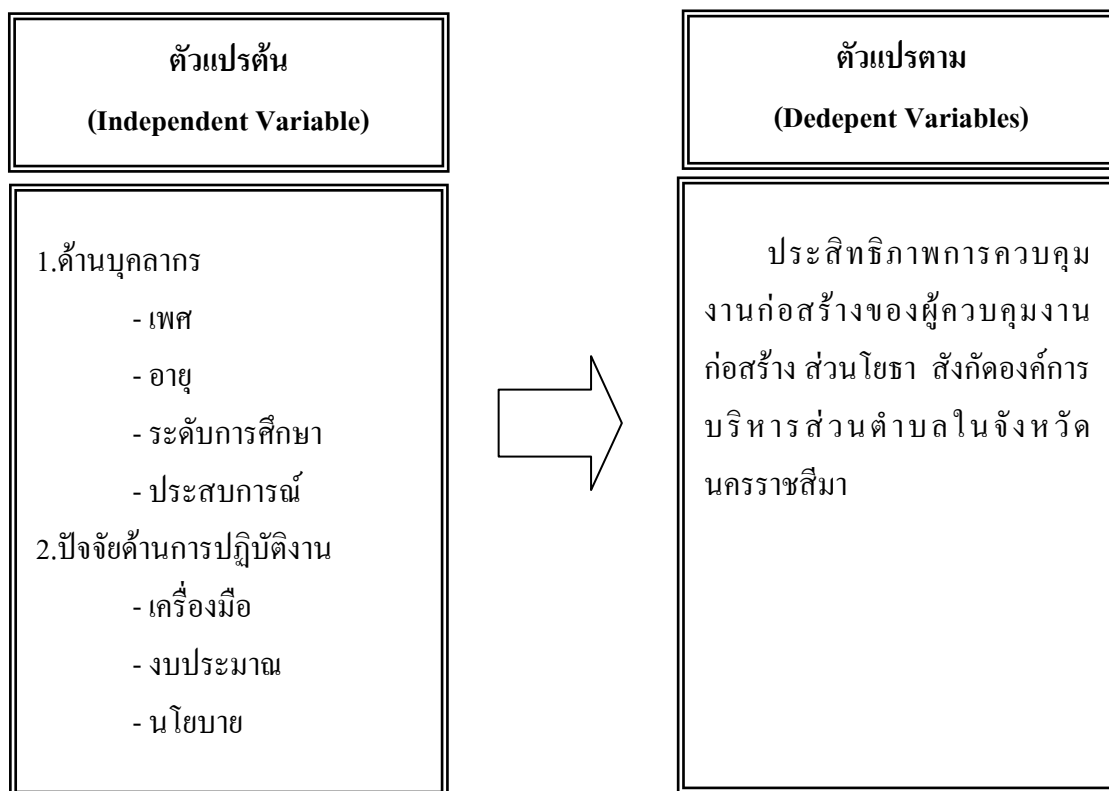 ตัวแปรต้น
(Independent Variable)
1.ด้านบุคลากร
- เพศ
- อายุ
- ระดับการศึกษา
- ประสบการณ์
2.ปัจจัยด้านการปฏิบัติงาน
- เครื่องมือ
- งบประมาณ
- นโยบาย
ตัวแปรตาม
(Dedepent Variables)
ประสิทธิภาพการควบคุม
งานก่อสร้างของผู้ควบคุมงาน
ก่อสร้าง ส่วนโยธา สังกัดองค์การ
บริหารส่วนตำบลในจังหวัด
นครราชสีมา